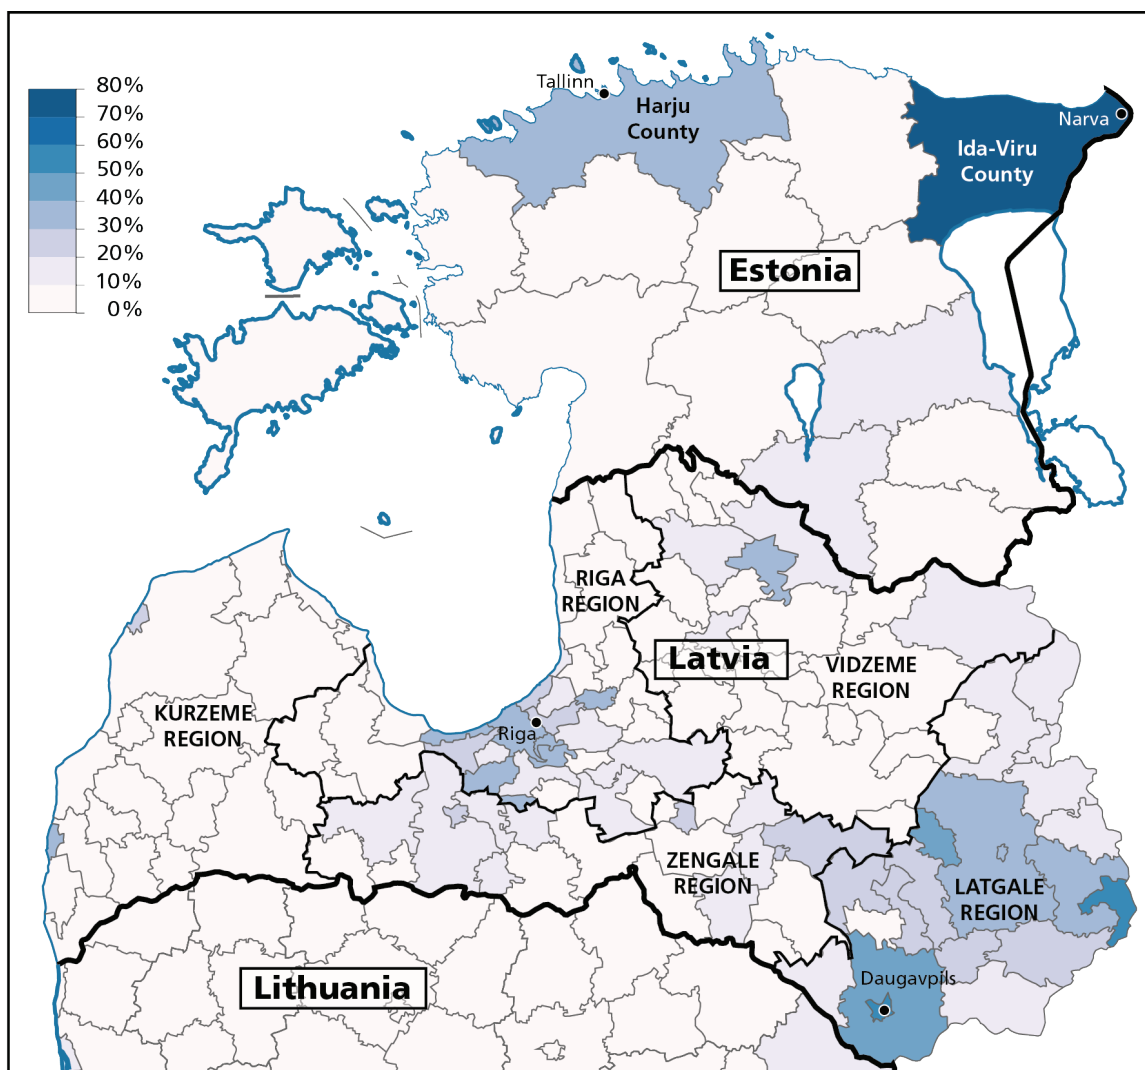 80%
70%
60%
50%
40%
30%
20%
10%
0%
Tallinn
Harju
County
Narva
Ida-Viru
County
Estonia
RIGA
REGION
Latvia
VIDZEME
REGION
KURZEME
REGION
Riga
ZENGALE
REGION
LATGALE
REGION
Daugavpils
Lithuania